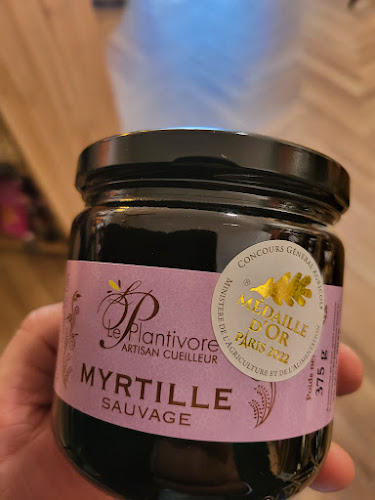 Le Plantivore
ARTISAN CUEILLEUR
MYRTILLE
SAUVAGE
CONCOURS GÉNÉRAL AGRICOLE
®
MÉDAILLE
D'OR
PARIS 2022
MINISTÈRE DE L'AGRICULTURE ET DE L'ALIMENTATION
Poids n
375 g